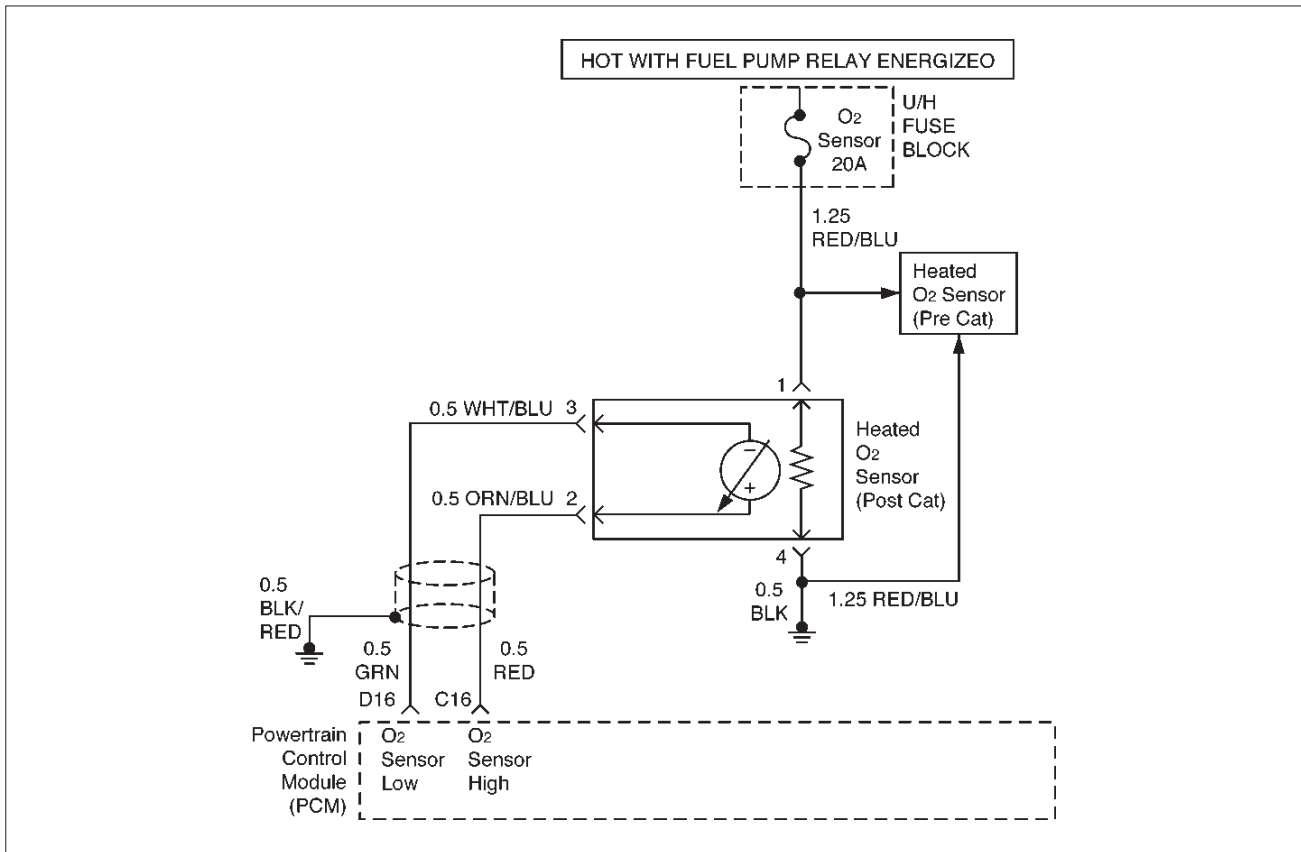 HOT WITH FUEL PUMP RELAY ENERGIZEO
O2
Sensor
20A
U/H
FUSE
BLOCK
1.25
RED/BLU
Heated
O2 Sensor
(Pre Cat)
1
0.5 WHT/BLU 3
0.5 ORN/BLU 2
−
+
Heated
O2
Sensor
(Post Cat)
4
0.5
BLK
1.25 RED/BLU
0.5
BLK/
RED
0.5
GRN
0.5
RED
D16
C16
Powertrain
Control
Module
(PCM)
O2
Sensor
Low
O2
Sensor
High